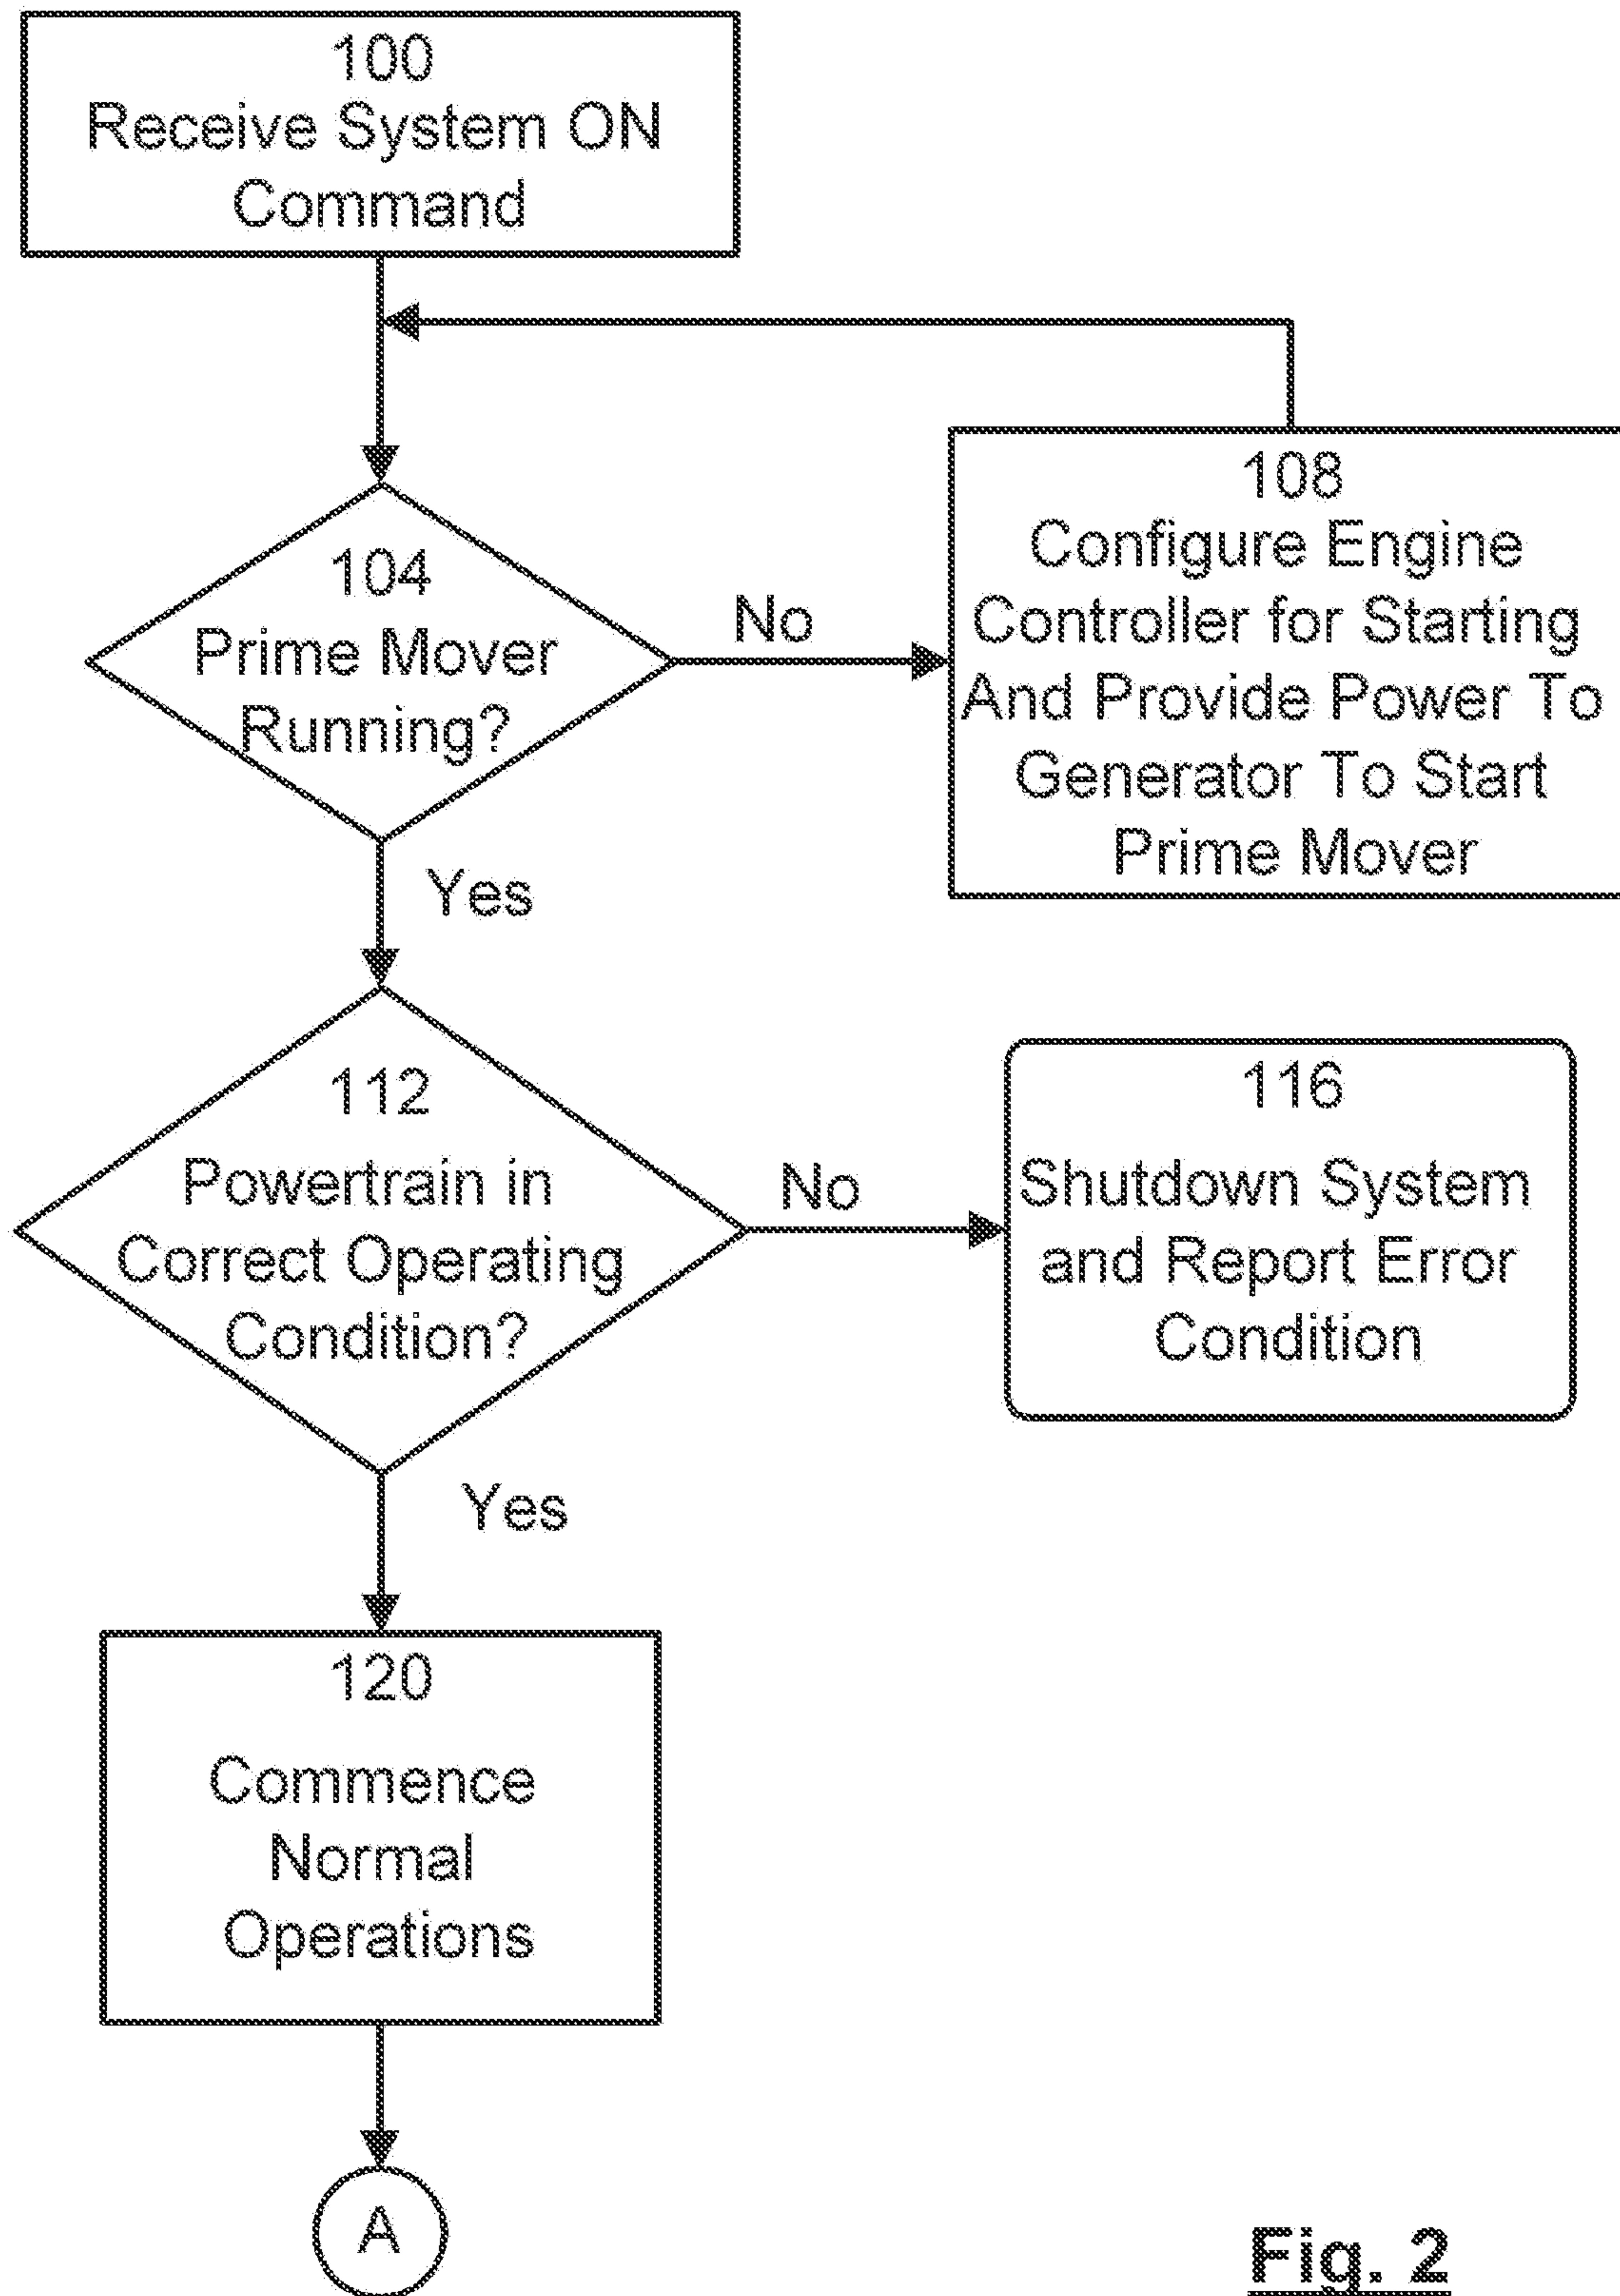 100
Receive System ON
Command
104
Prime Mover
Running?
No
108
Configure Engine
Controller for Starting
And Provide Power To
Generator To Start
Prime Mover
Yes
112
Powertrain in
Correct Operating
Condition?
No
116
Shutdown System
and Report Error
Condition
Yes
120
Commence
Normal
Operations
A
Fig. 2